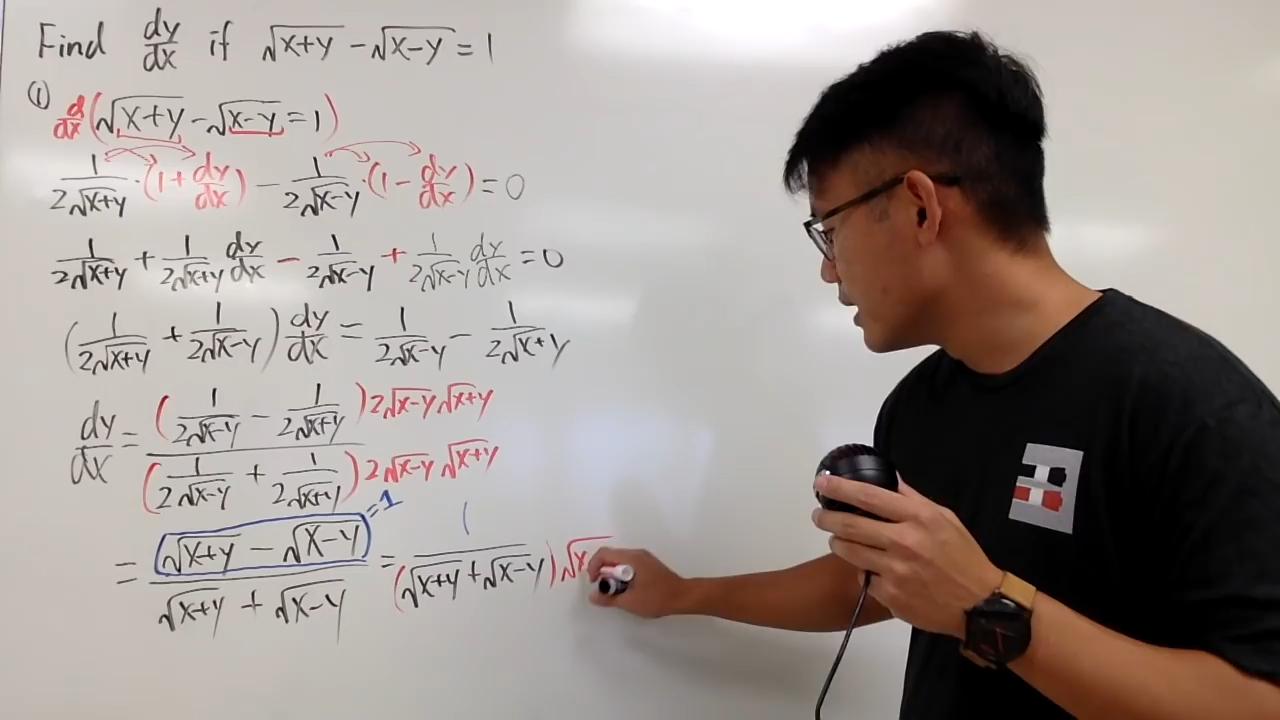 Find dy/dx if √(x+y) - √(x-y) = 1
① d/dx(√(x+y) - √(x-y) = 1)
1/(2√(x+y)) · (1 + dy/dx) - 1/(2√(x-y)) · (1 - dy/dx) = 0
1/(2√(x+y)) + 1/(2√(x+y)) dy/dx - 1/(2√(x-y)) + 1/(2√(x-y)) dy/dx = 0
(1/(2√(x+y)) + 1/(2√(x-y))) dy/dx = 1/(2√(x-y)) - 1/(2√(x+y))
dy/dx = (1/(2√(x-y)) - 1/(2√(x+y))) 2√(x-y)√(x+y) / (1/(2√(x-y)) + 1/(2√(x+y))) 2√(x-y)√(x+y)
= (√(x+y) - √(x-y)) / (√(x+y) + √(x-y)) = 1 / (√(x+y) + √(x-y)) √x
= 1